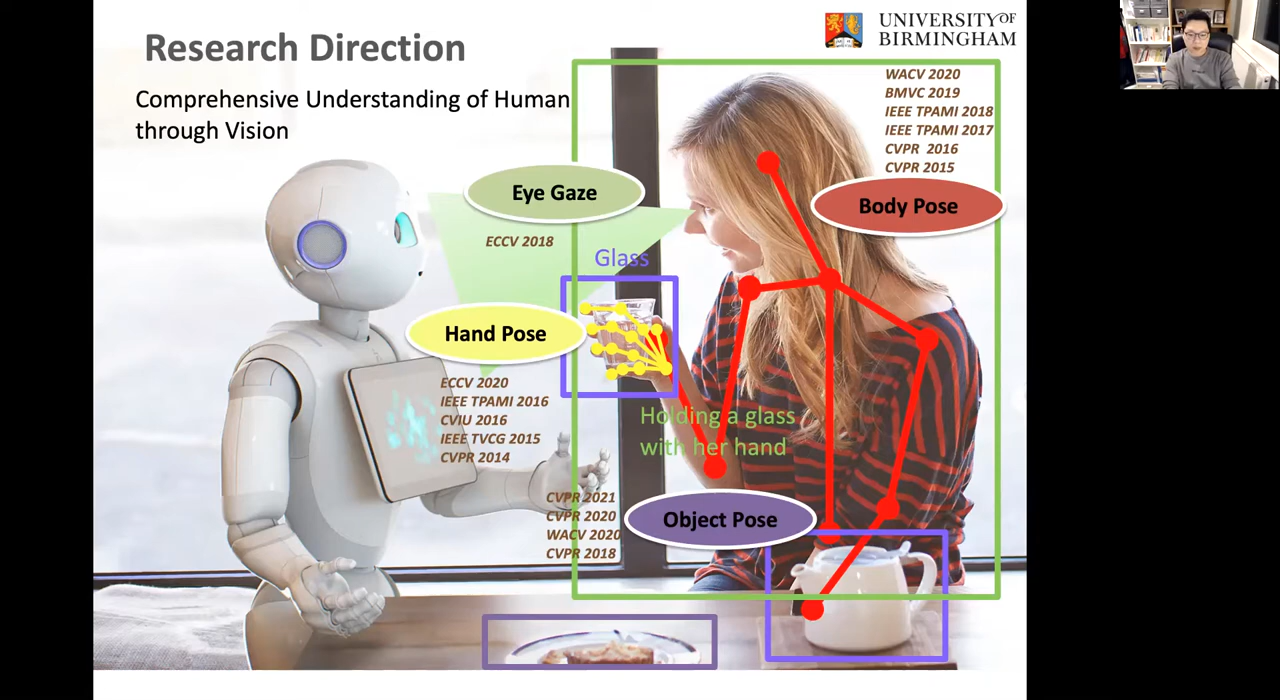 Research Direction
UNIVERSITY OF
BIRMINGHAM
Comprehensive Understanding of Human
through Vision
WACV 2020
BMVC 2019
IEEE TPAMI 2018
IEEE TPAMI 2017
CVPR 2016
CVPR 2015
Eye Gaze
Body Pose
ECCV 2018
Glass
Hand Pose
ECCV 2020
IEEE TPAMI 2016
CVIU 2016
IEEE TVCG 2015
CVPR 2014
Holding a glass
with her hand
CVPR 2021
CVPR 2020
WACV 2020
CVPR 2018
Object Pose